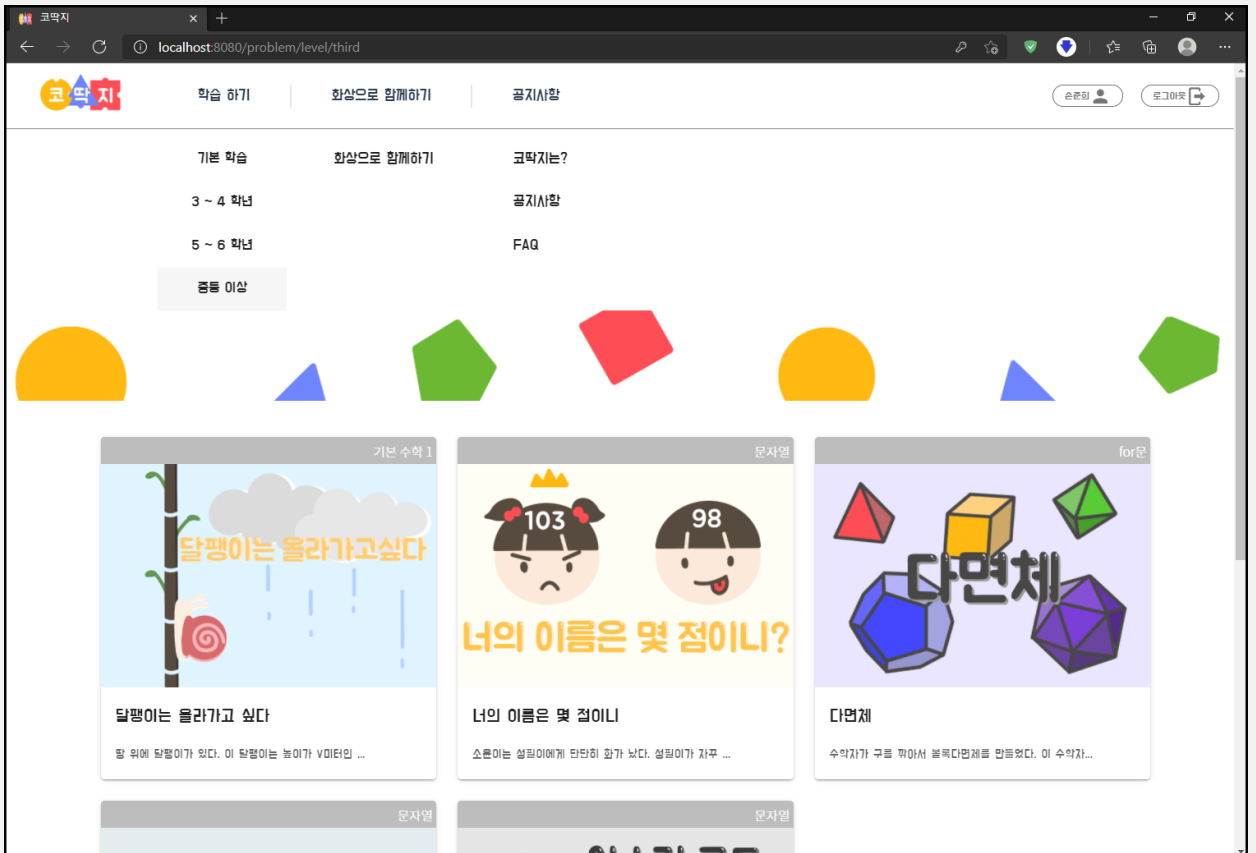 코딱지
localhost:8080/problem/level/third
코딱지
학습 하기
화상으로 함께하기
공지사항
손준희
로그아웃
기본 학습
화상으로 함께하기
코딱지는?
3 ~ 4 학년
공지사항
5 ~ 6 학년
FAQ
중등 이상
기본 수학 1
달팽이는 올라가고싶다
달팽이는 올라가고 싶다
땅 위에 달팽이가 있다. 이 달팽이는 높이가 V미터인 ...
문자열
103
98
너의 이름은 몇 점이니?
너의 이름은 몇 점이니
소윤이는 성필이에게 단단히 화가 났다. 성필이가 자꾸 ...
for문
다면체
다면체
수학자가 구를 깎아서 볼록다면체를 만들었다. 이 수학자...
문자열
문자열